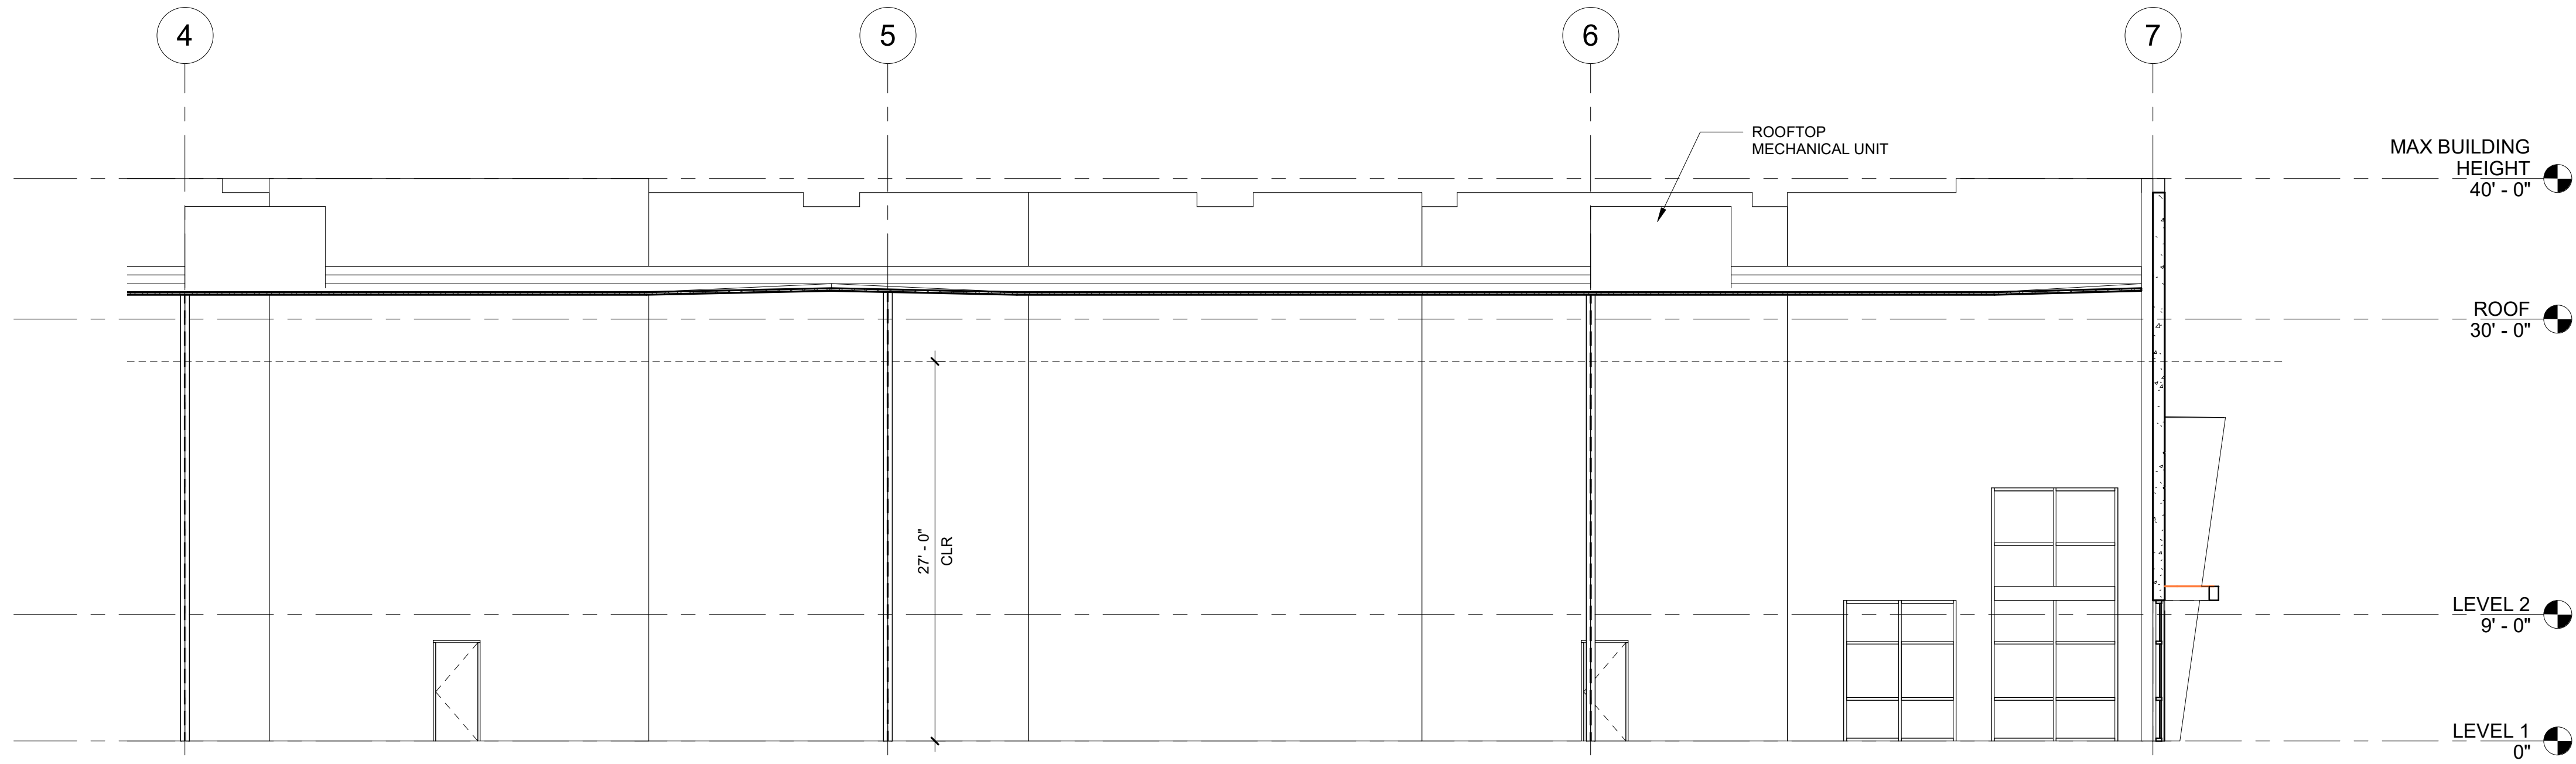 4
5
6
7
ROOFTOP
MECHANICAL UNIT
MAX BUILDING
HEIGHT
40' - 0"
ROOF
30' - 0"
27' - 0"
CLR
LEVEL 2
9' - 0"
LEVEL 1
0"